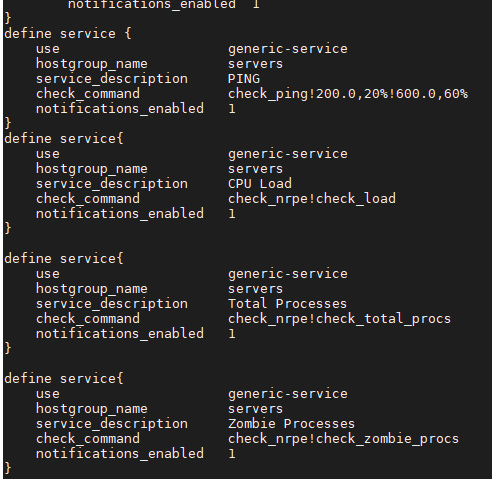 notifications_enabled 1
}
define service {
use generic-service
hostgroup_name servers
service_description PING
check_command check_ping!200.0,20%!600.0,60%
notifications_enabled 1
}
define service{
use generic-service
hostgroup_name servers
service_description CPU Load
check_command check_nrpe!check_load
notifications_enabled 1
}
define service{
use generic-service
hostgroup_name servers
service_description Total Processes
check_command check_nrpe!check_total_procs
notifications_enabled 1
}
define service{
use generic-service
hostgroup_name servers
service_description Zombie Processes
check_command check_nrpe!check_zombie_procs
notifications_enabled 1
}